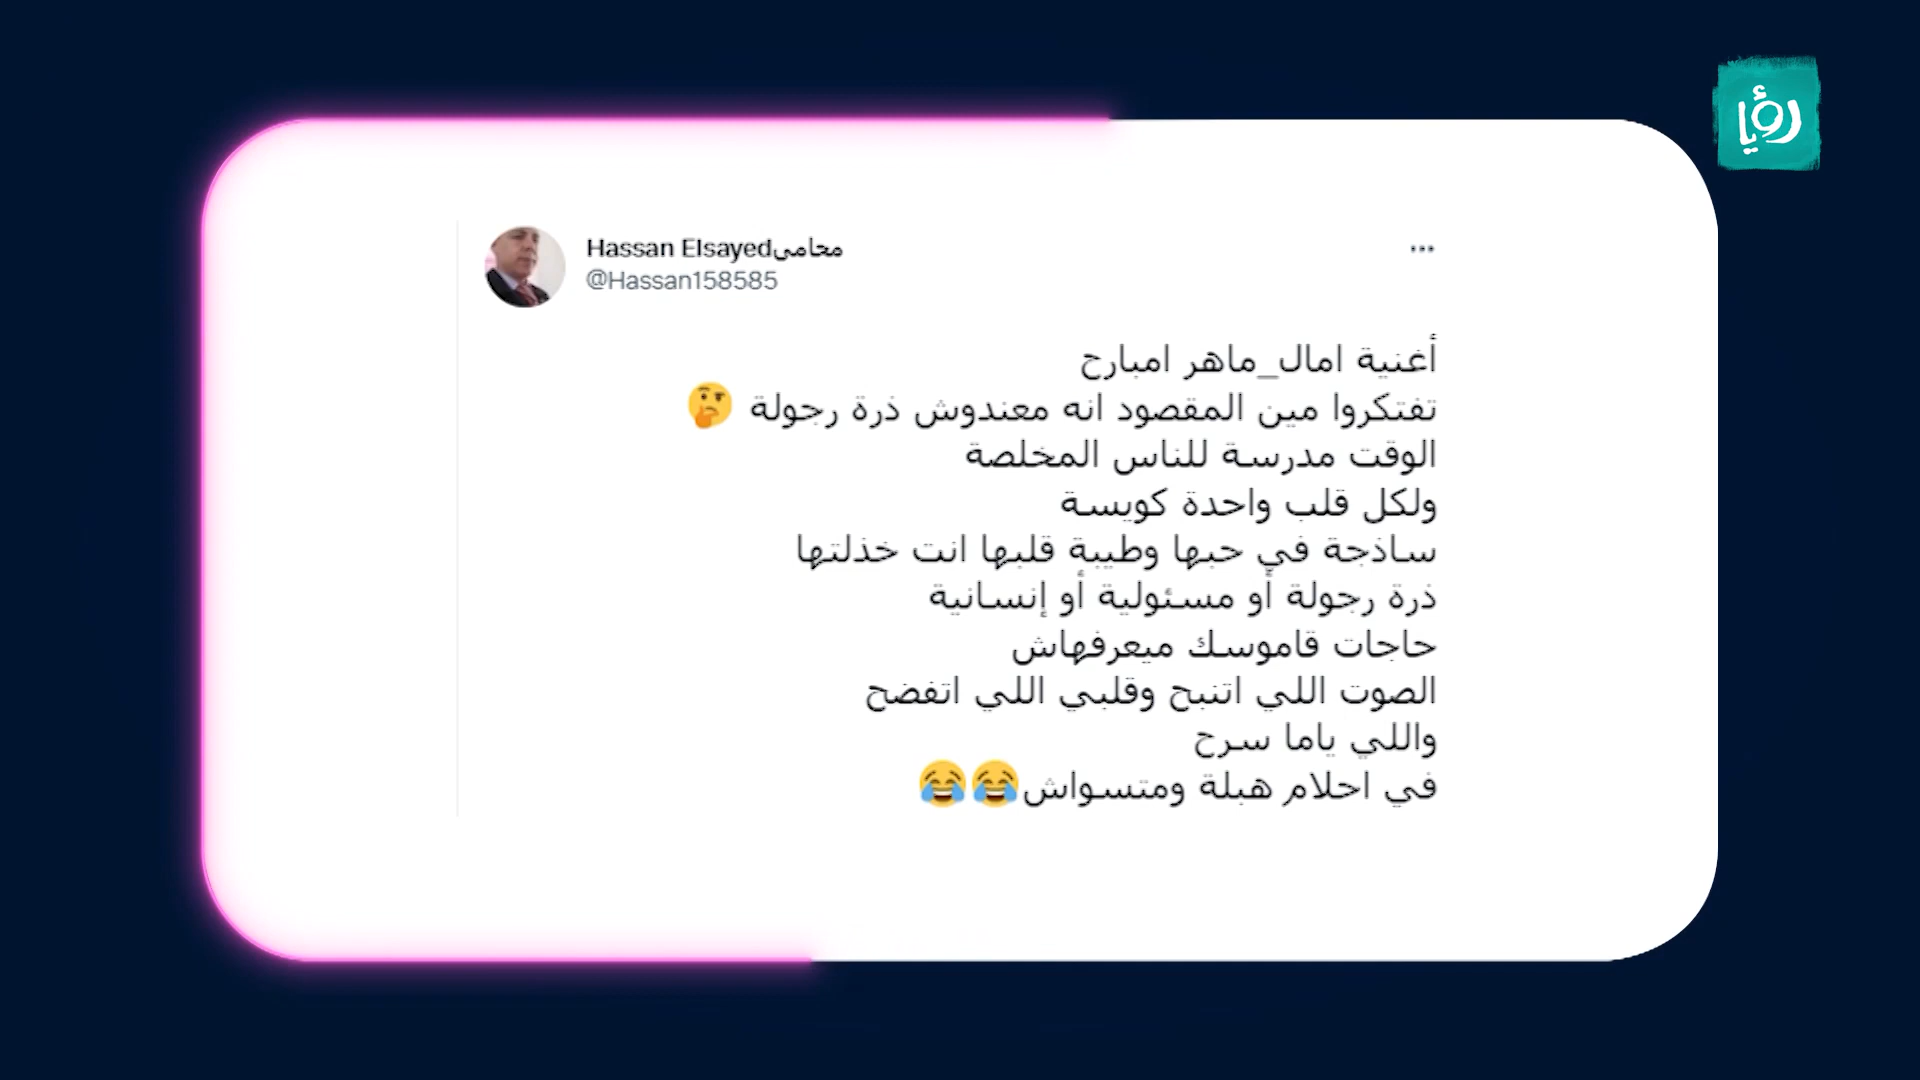 رؤيا
Hassan Elsayedمحامى
@Hassan158585
أغنية امال_ماهر امبارح
تفتكروا مين المقصود انه معندوش ذرة رجولة 🤔
الوقت مدرسة للناس المخلصة
ولكل قلب واحدة كويسة
ساذجة في حبها وطيبة قلبها انت خذلتها
ذرة رجولة أو مسئولية أو إنسانية
حاجات قاموسك ميعرفهاش
الصوت اللي اتنبح وقلبي اللي اتفضح
واللي ياما سرح
في احلام هبلة ومتسواش😂😂